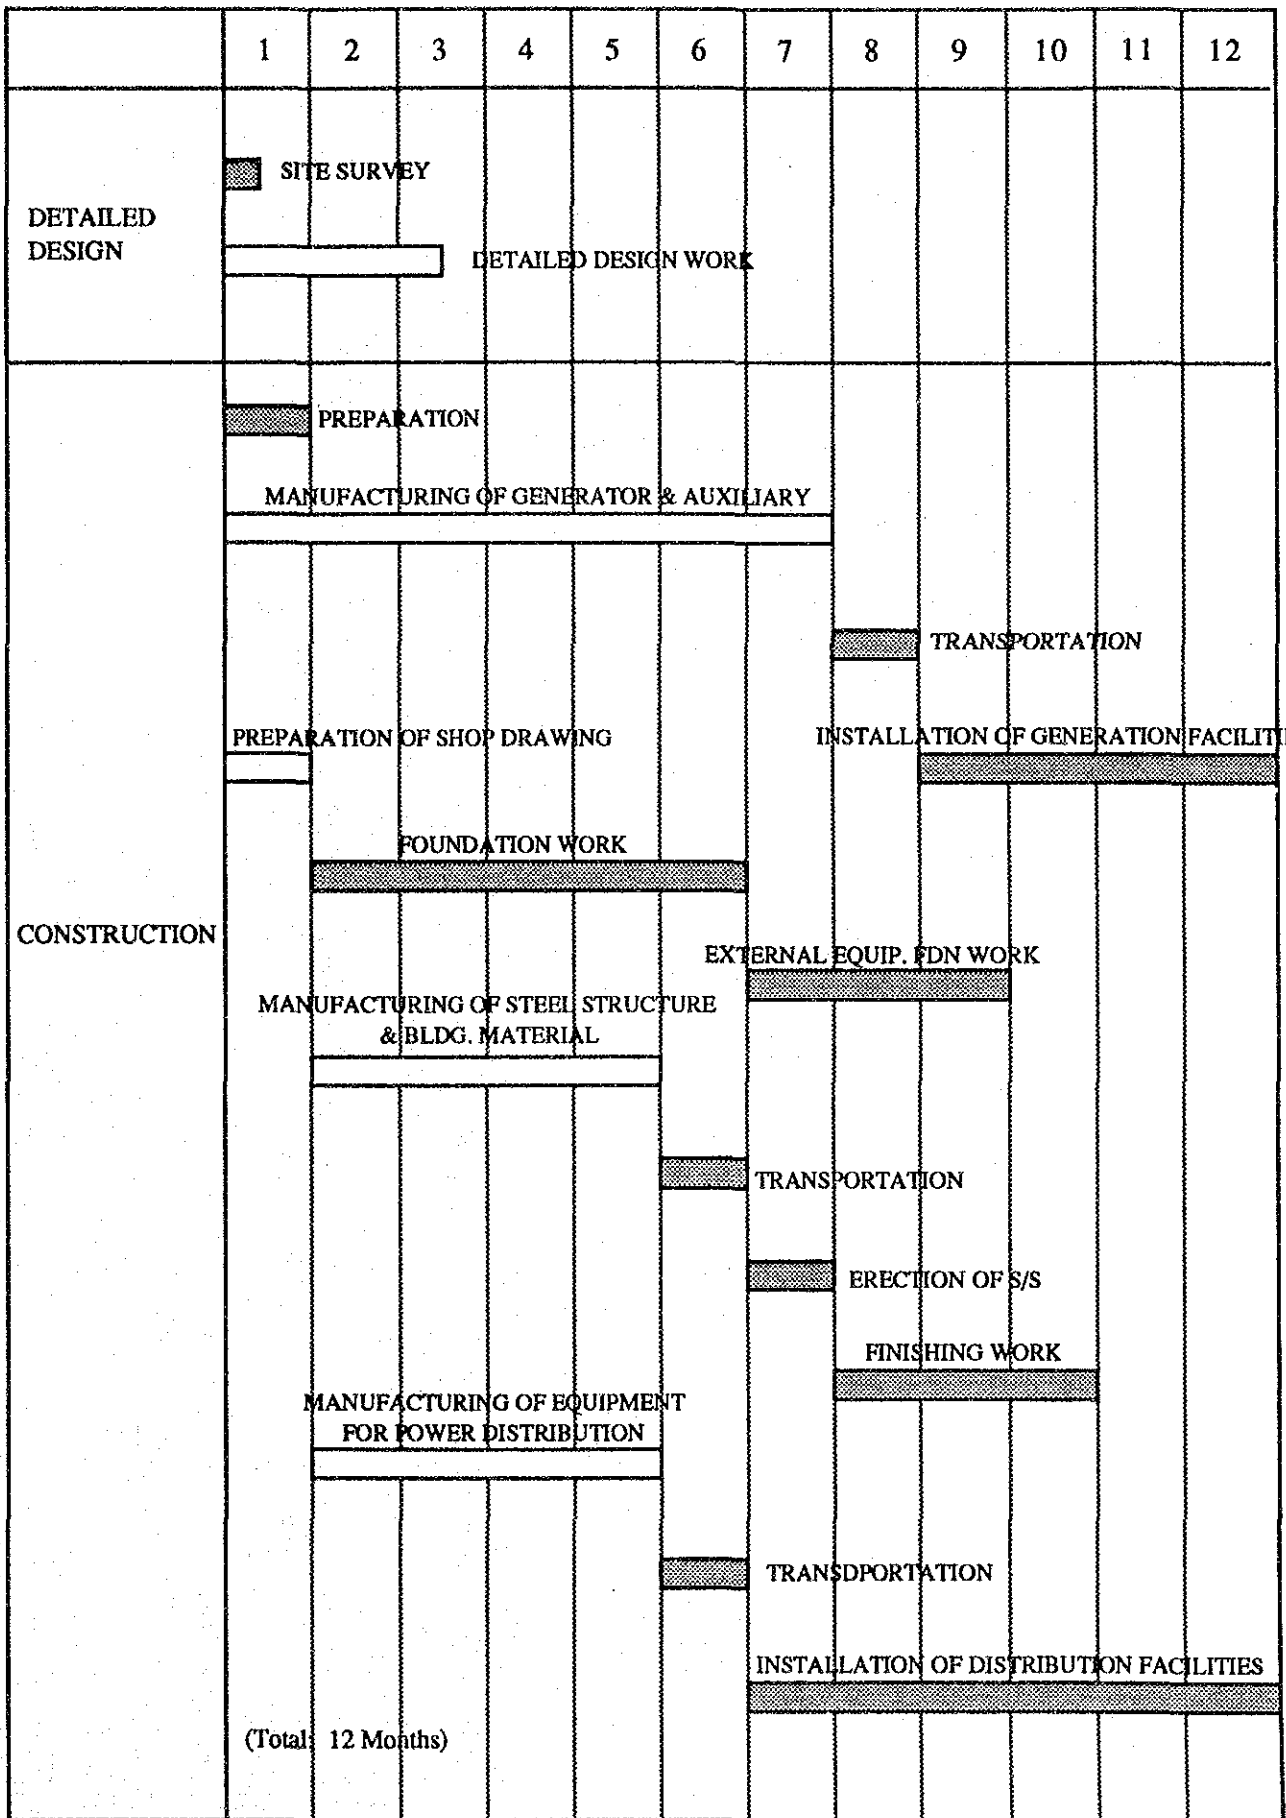 1 2 3 4 5 6 7 8 9 10 11 12
SITE SURVEY
DETAILED
DESIGN
DETAILED DESIGN WORK
PREPARATION
MANUFACTURING OF GENERATOR & AUXILIARY
TRANSPORTATION
PREPARATION OF SHOP DRAWING
INSTALLATION OF GENERATION FACILITI
FOUNDATION WORK
CONSTRUCTION
EXTERNAL EQUIP. FDN WORK
MANUFACTURING OF STEEL STRUCTURE
& BLDG. MATERIAL
TRANSPORTATION
ERECTION OF S/S
FINISHING WORK
MANUFACTURING OF EQUIPMENT
FOR POWER DISTRIBUTION
TRANSDPORTATION
INSTALLATION OF DISTRIBUTION FACILITIES
(Total: 12 Months)